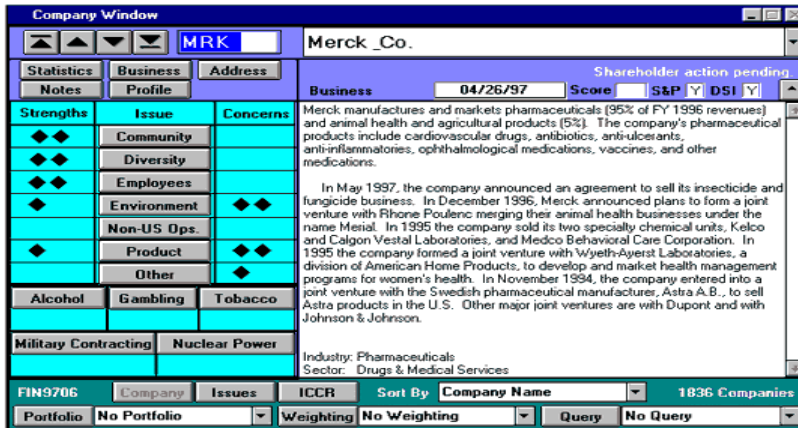 Company Window
MRK
Merck _Co.
Statistics Business Address
Shareholder action pending.
Notes Profile
Business 04/26/97 Score S&P Y DSI Y
Strengths Issue Concerns
Community
Diversity
Employees
Environment
Non-US Ops.
Product
Other
Alcohol Gambling Tobacco
Military Contracting Nuclear Power
Merck manufactures and markets pharmaceuticals (95% of FY 1996 revenues)
and animal health and agricultural products (5%). The company's pharmaceutical
products include cardiovascular drugs, antibiotics, anti-ulcerants,
anti-inflammatories, ophthalmological medications, vaccines, and other
medications.
In May 1997, the company announced an agreement to sell its insecticide and
fungicide business. In December 1996, Merck announced plans to form a joint
venture with Rhone Poulenc merging their animal health businesses under the
name Merial. In 1995 the company sold its two specialty chemical units, Kelco
and Calgon Vestal Laboratories, and Medco Behavioral Care Corporation. In
1995 the company formed a joint venture with Wyeth-Ayerst Laboratories, a
division of American Home Products, to develop and market health management
programs for women's health. In November 1994, the company entered into a
joint venture with the Swedish pharmaceutical manufacturer, Astra A.B., to sell
Astra products in the U.S. Other major joint ventures are with Dupont and with
Johnson & Johnson.
Industry: Pharmaceuticals
Sector: Drugs & Medical Services
FIN9706 Company Issues ICCR Sort By Company Name 1836 Companies
Portfolio No Portfolio Weighting No Weighting Query No Query